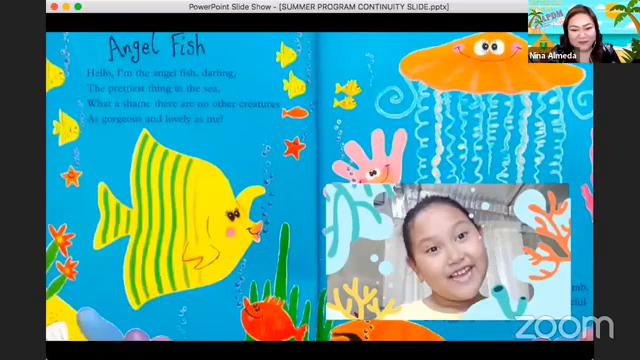 PowerPoint Slide Show - [SUMMER PROGRAM CONTINUITY SLIDE.pptx]
Nina Almeda
Angel Fish
Hello, I'm the angel fish, darling,
The prettiest thing in the sea,
What a shame there are no other creatures
As gorgeous and lovely as me!
zoom